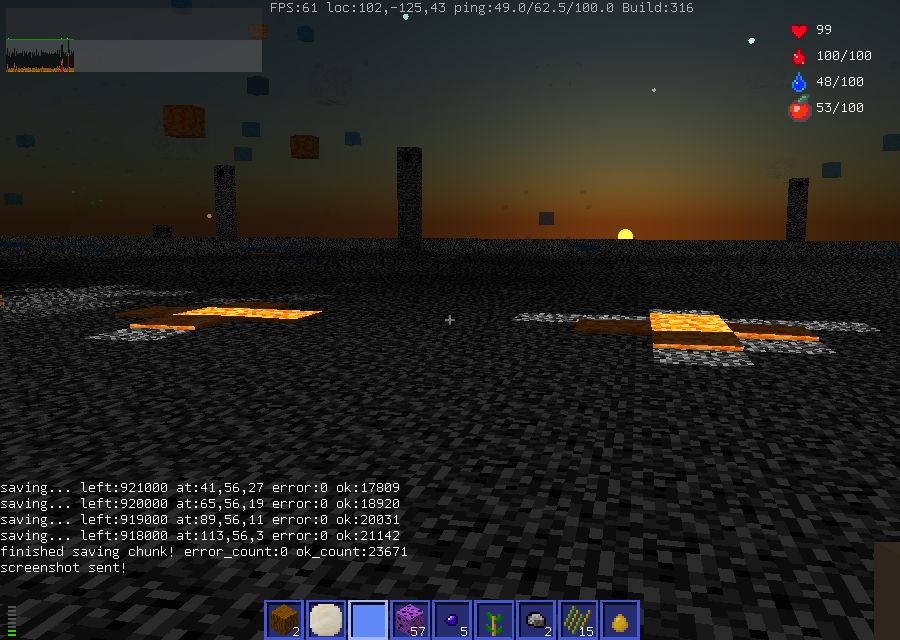 FPS:61 loc:102,-125,43 ping:49.0/62.5/100.0 Build:316
99
100/100
48/100
53/100
saving... left:921000 at:41,56,27 error:0 ok:17809
saving... left:920000 at:65,56,19 error:0 ok:18920
saving... left:919000 at:89,56,11 error:0 ok:20031
saving... left:918000 at:113,56,3 error:0 ok:21142
finished saving chunk! error_count:0 ok_count:23671
screenshot sent!
2 57 5 2 15